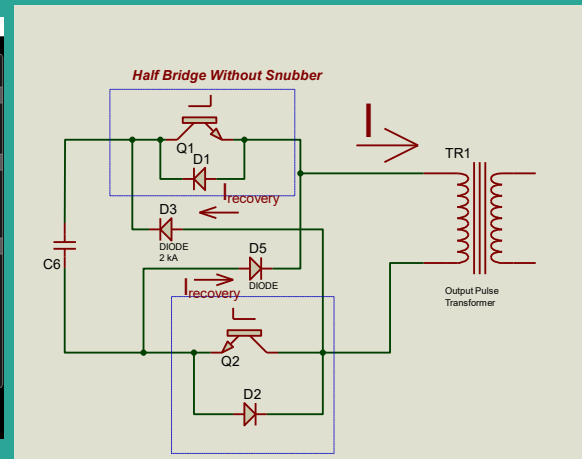 Half Bridge Without Snubber
I
Q1
D1
TR1
Irecovery
D3
DIODE
2 kA
D5
DIODE
C6
Irecovery
Output Pulse
Transformer
Q2
D2